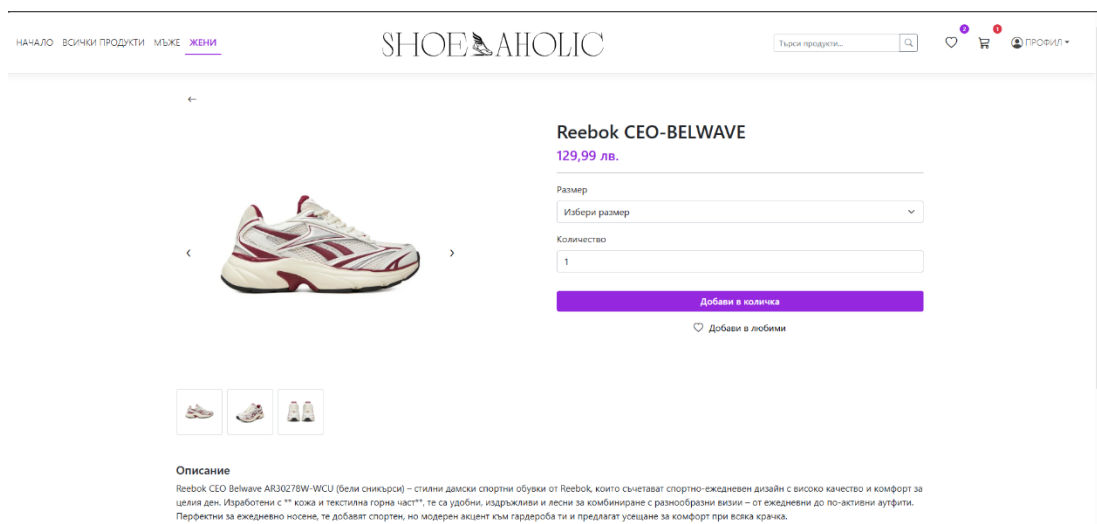 НАЧАЛО ВСИЧКИ ПРОДУКТИ МЪЖЕ ЖЕНИ
SHOE AHOLIC
Търси продукти...
2
1
ПРОФИЛ
←
Reebok CEO-BELWAVE
129,99 лв.
Размер
Избери размер
Количество
1
Добави в количка
Добави в любими
Описание
Reebok CEO Belwave AR30278W-WCU (бели сникърси) – стилни дамски спортни обувки от Reebok, които съчетават спортно-ежедневен дизайн с високо качество и комфорт за
целия ден. Изработени с ** кожа и текстилна горна част**, те са удобни, издръжливи и лесни за комбиниране с разнообразни визии – от ежедневни до по-активни аутфити.
Перфектни за ежедневно носене, те добавят спортен, но модерен акцент към гардероба ти и предлагат усещане за комфорт при всяка крачка.